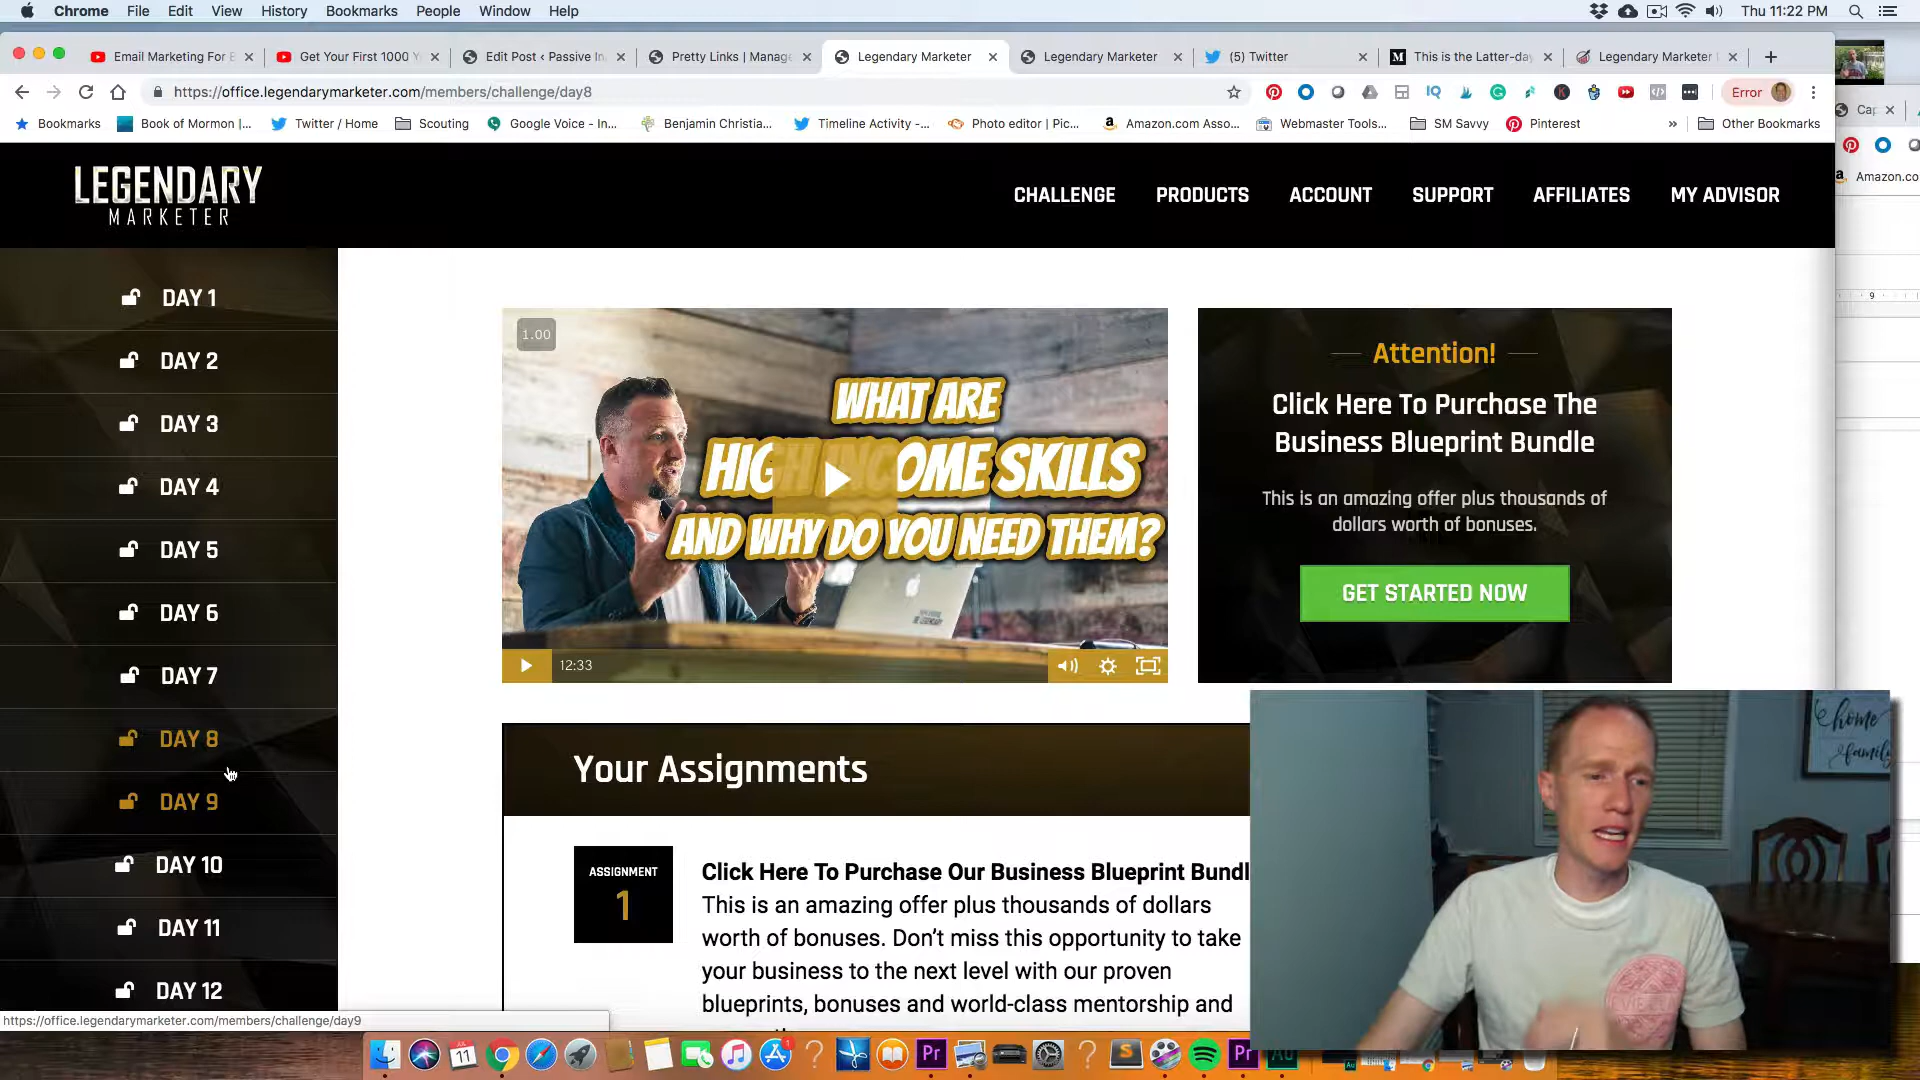 Chrome File Edit View History Bookmarks People Window Help Thu 11:22 PM
Email Marketing For B Get Your First 1000 Y Edit Post ‹ Passive In Pretty Links | Manage Legendary Marketer Legendary Marketer (5) Twitter This is the Latter-day Legendary Marketer
https://office.legendarymarketer.com/members/challenge/day8 Error
Bookmarks Book of Mormon |... Twitter / Home Scouting Google Voice - In... Benjamin Christia... Timeline Activity -... Photo editor | Pic... Amazon.com Asso... Webmaster Tools... SM Savvy Pinterest » Other Bookmarks
Amazon.co
LEGENDARY
MARKETER
CHALLENGE PRODUCTS ACCOUNT SUPPORT AFFILIATES MY ADVISOR
DAY 1
DAY 2
DAY 3
DAY 4
DAY 5
DAY 6
DAY 7
DAY 8
DAY 9
DAY 10
DAY 11
DAY 12
1.00
WHAT ARE
HIGH INCOME SKILLS
AND WHY DO YOU NEED THEM?
12:33
Attention!
Click Here To Purchase The
Business Blueprint Bundle
This is an amazing offer plus thousands of
dollars worth of bonuses.
GET STARTED NOW
Your Assignments
ASSIGNMENT
1
Click Here To Purchase Our Business Blueprint Bundl
This is an amazing offer plus thousands of dollars
worth of bonuses. Don't miss this opportunity to take
your business to the next level with our proven
blueprints, bonuses and world-class mentorship and
home
family
https://office.legendarymarketer.com/members/challenge/day9